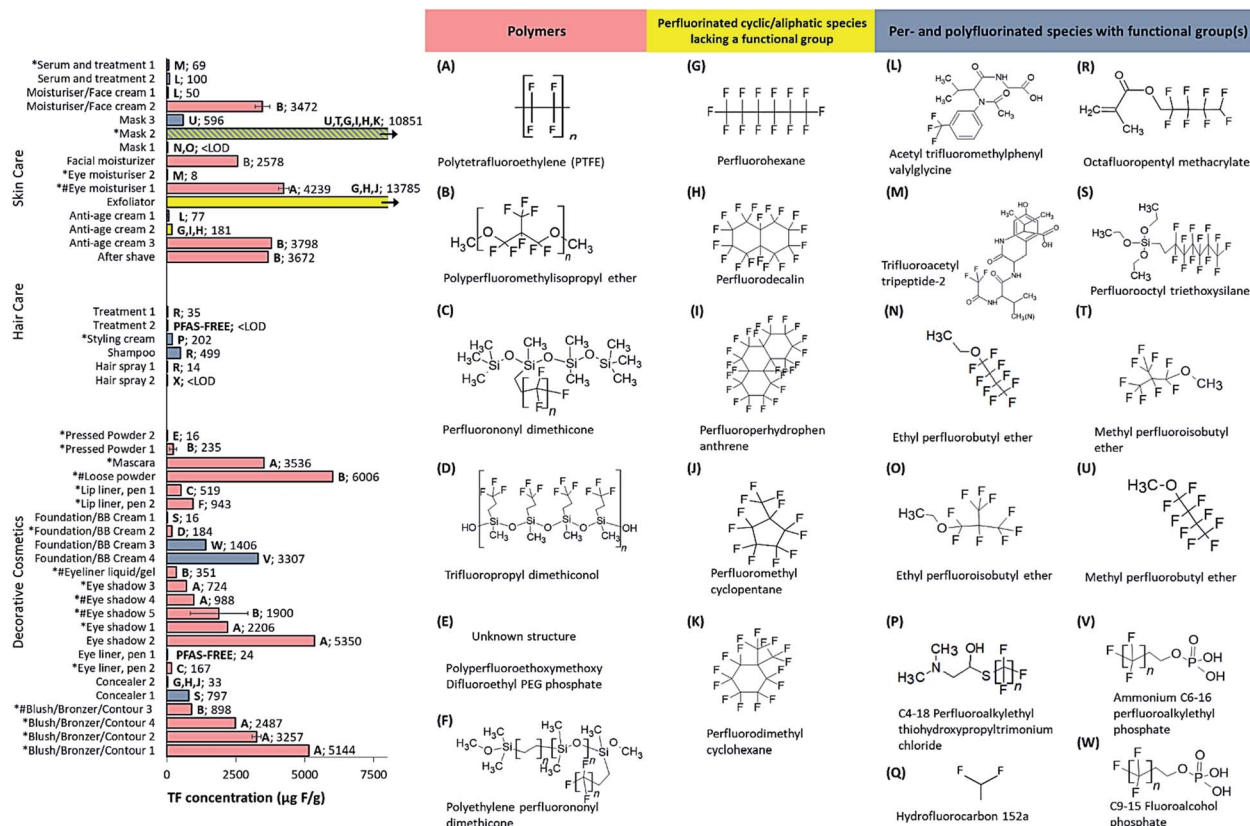 Polymers
Perfluorinated cyclic/aliphatic species
lacking a functional group
Per- and polyfluorinated species with functional group(s)
Skin Care
*Serum and treatment 1 M; 69
Serum and treatment 2 L; 100
Moisturiser/Face cream 1 L; 50
Moisturiser/Face cream 2 B; 3472
Mask 3 U; 596
*Mask 2 U,T,G,I,H,K; 10851
Mask 1 N,O; <LOD
Facial moisturizer B; 2578
*Eye moisturiser 2 M; 8
*#Eye moisturiser 1 A; 4239
Exfoliator G,H,J; 13785
Anti-age cream 1 L; 77
Anti-age cream 2 G,I,H; 181
Anti-age cream 3 B; 3798
After shave B; 3672
Hair Care
Treatment 1 R; 35
Treatment 2 PFAS-FREE; <LOD
*Styling cream P; 202
Shampoo R; 499
Hair spray 1 R; 14
Hair spray 2 X; <LOD
Decorative Cosmetics
*Pressed Powder 2 E; 16
*Pressed Powder 1 B; 235
*Mascara A; 3536
*#Loose powder B; 6006
*Lip liner, pen 1 C; 519
*Lip liner, pen 2 F; 943
Foundation/BB Cream 1 S; 16
*Foundation/BB Cream 2 D; 184
Foundation/BB Cream 3 W; 1406
Foundation/BB Cream 4 V; 3307
*#Eyeliner liquid/gel B; 351
*Eye shadow 3 A; 724
*#Eye shadow 4 A; 988
*#Eye shadow 5 B; 1900
*Eye shadow 1 A; 2206
Eye shadow 2 A; 5350
Eye liner, pen 1 PFAS-FREE; 24
*Eye liner, pen 2 C; 167
Concealer 2 G,H,J; 33
Concealer 1 S; 797
*#Blush/Bronzer/Contour 3 B; 898
*Blush/Bronzer/Contour 4 A; 2487
*Blush/Bronzer/Contour 2 A; 3257
*Blush/Bronzer/Contour 1 A; 5144
0 2500 5000 7500
TF concentration (µg F/g)
(A)
Polytetrafluoroethylene (PTFE)
(B)
Polyperfluoromethylisopropyl ether
(C)
Perfluorononyl dimethicone
(D)
Trifluoropropyl dimethiconol
(E)
Unknown structure
Polyperfluoroethoxymethoxy
Difluoroethyl PEG phosphate
(F)
Polyethylene perfluorononyl
dimethicone
(G)
Perfluorohexane
(H)
Perfluorodecalin
(I)
Perfluoroperhydrophen
anthrene
(J)
Perfluoromethyl
cyclopentane
(K)
Perfluorodimethyl
cyclohexane
(L)
Acetyl trifluoromethylphenyl
valylglycine
(M)
Trifluoroacetyl
tripeptide-2
(N)
Ethyl perfluorobutyl ether
(O)
Ethyl perfluoroisobutyl ether
(P)
C4-18 Perfluoroalkylethyl
thiohydroxypropyltrimonium
chloride
(Q)
Hydrofluorocarbon 152a
(R)
Octafluoropentyl methacrylate
(S)
Perfluorooctyl triethoxysilane
(T)
Methyl perfluoroisobutyl
ether
(U)
Methyl perfluorobutyl ether
(V)
Ammonium C6-16
perfluoroalkylethyl
phosphate
(W)
C9-15 Fluoroalcohol
phosphate